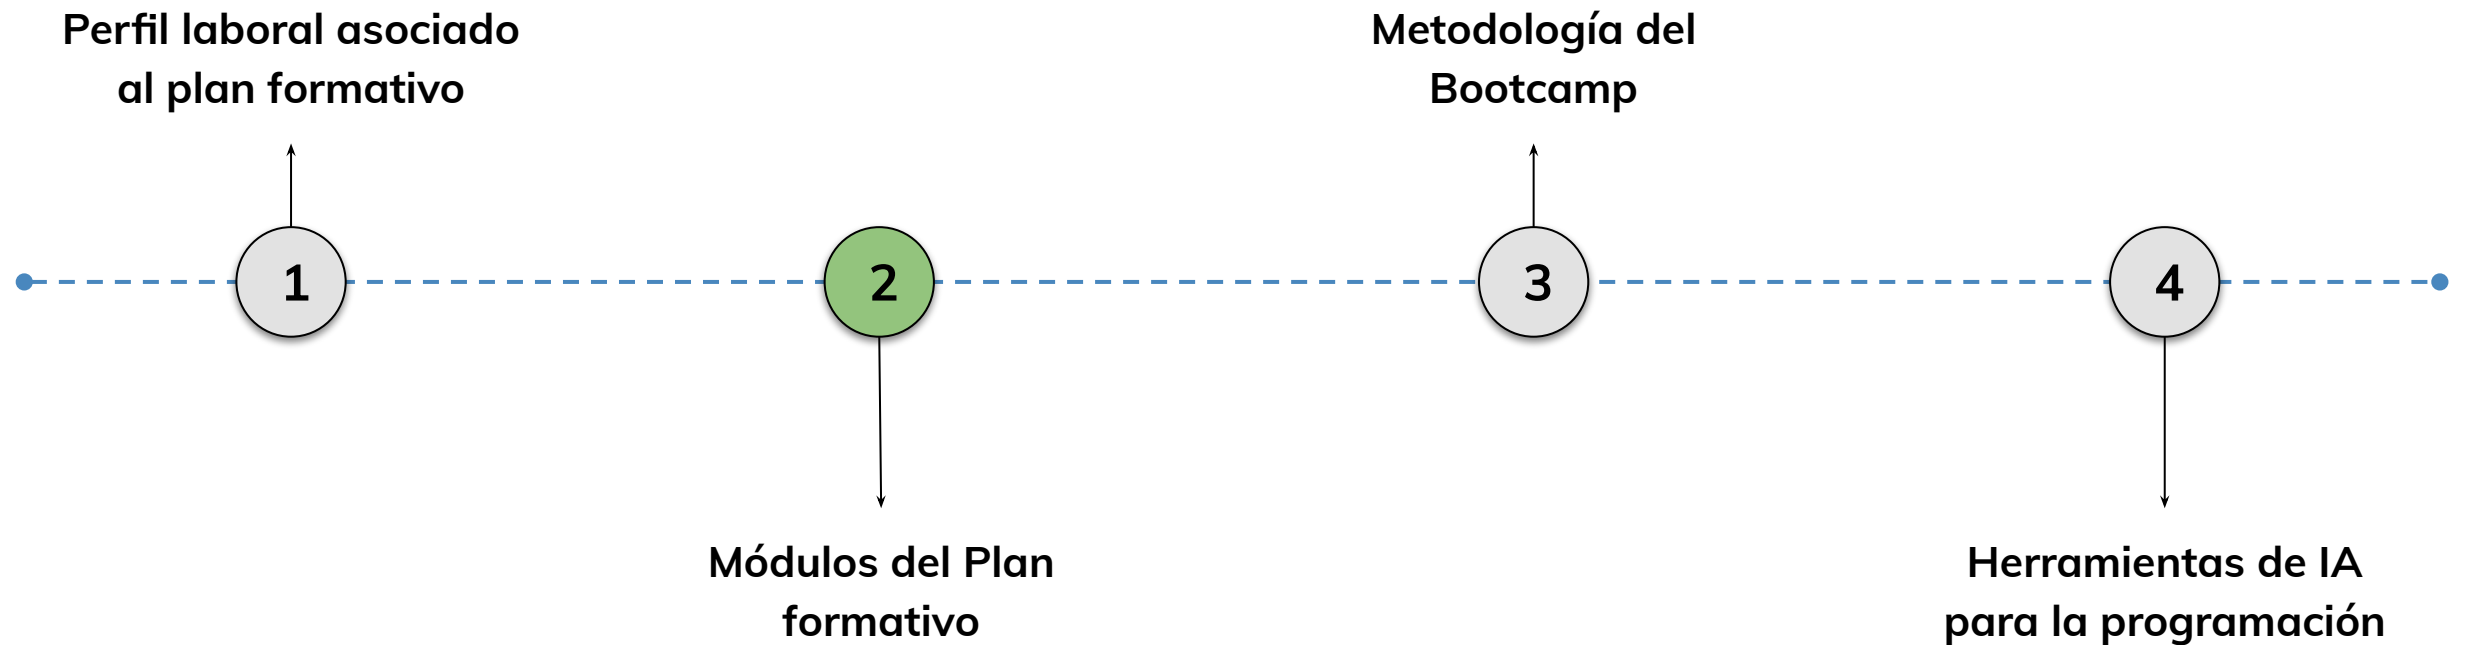 Perfil laboral asociado
al plan formativo
Metodología del
Bootcamp
1
2
3
4
Módulos del Plan
formativo
Herramientas de IA
para la programación